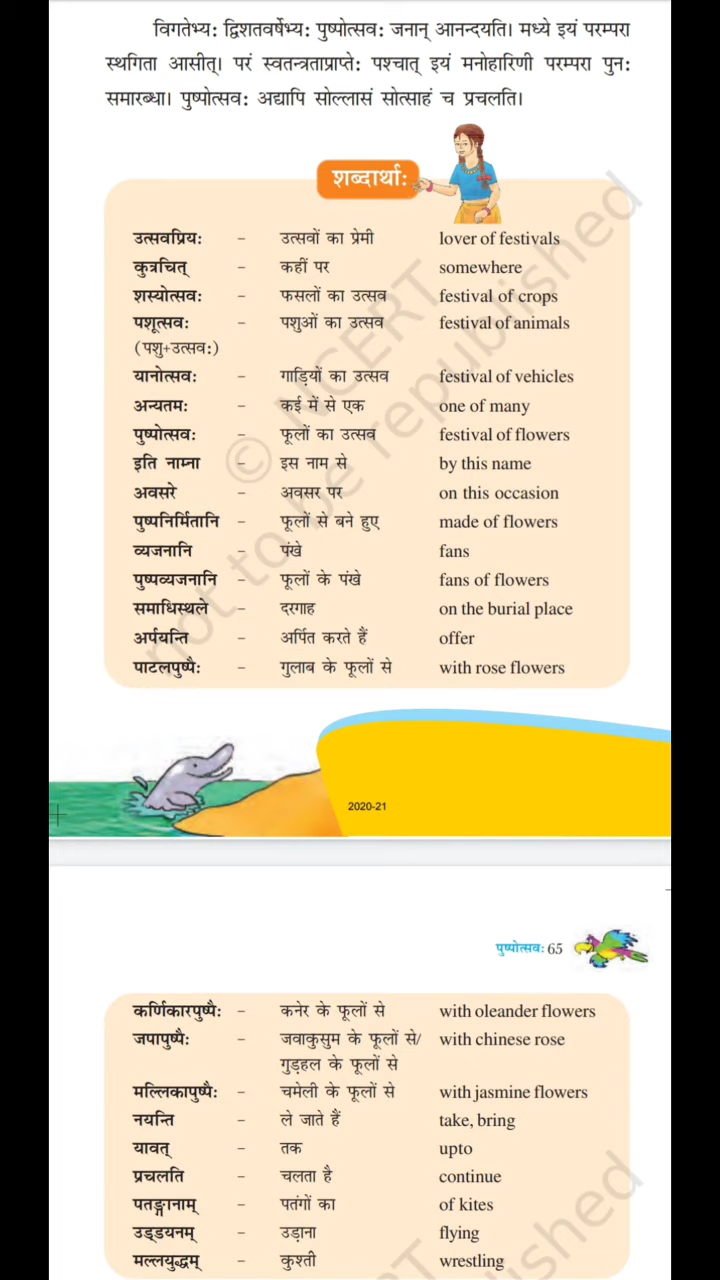 विगतेभ्यः द्विशतवर्षेभ्यः पुष्पोत्सवः जनान् आनन्दयति। मध्ये इयं परम्परा
स्थगिता आसीत्। परं स्वतन्त्रताप्राप्तेः पश्चात् इयं मनोहारिणी परम्परा पुनः
समारब्धा। पुष्पोत्सवः अद्यापि सोल्लासं सोत्साहं च प्रचलति।
शब्दार्थाः
उत्सवप्रियः - उत्सवों का प्रेमी lover of festivals
कुत्रचित् - कहीं पर somewhere
शस्योत्सवः - फसलों का उत्सव festival of crops
पशूत्सवः - पशुओं का उत्सव festival of animals
(पशु+उत्सवः)
यानोत्सवः - गाड़ियों का उत्सव festival of vehicles
अन्यतमः - कई में से एक one of many
पुष्पोत्सवः - फूलों का उत्सव festival of flowers
इति नाम्ना - इस नाम से by this name
अवसरे - अवसर पर on this occasion
पुष्पनिर्मितानि - फूलों से बने हुए made of flowers
व्यजनानि - पंखे fans
पुष्पव्यजनानि - फूलों के पंखे fans of flowers
समाधिस्थले - दरगाह on the burial place
अर्पयन्ति - अर्पित करते हैं offer
पाटलपुष्पैः - गुलाब के फूलों से with rose flowers
© NCERT
not to be republished
2020-21
पुष्पोत्सवः 65
कर्णिकारपुष्पैः - कनेर के फूलों से with oleander flowers
जपापुष्पैः - जवाकुसुम के फूलों से/ with chinese rose
गुड़हल के फूलों से
मल्लिकापुष्पैः - चमेली के फूलों से with jasmine flowers
नयन्ति - ले जाते हैं take, bring
यावत् - तक upto
प्रचलति - चलता है continue
पतङ्गानाम् - पतंगों का of kites
उड्डयनम् - उड़ाना flying
मल्लयुद्धम् - कुश्ती wrestling